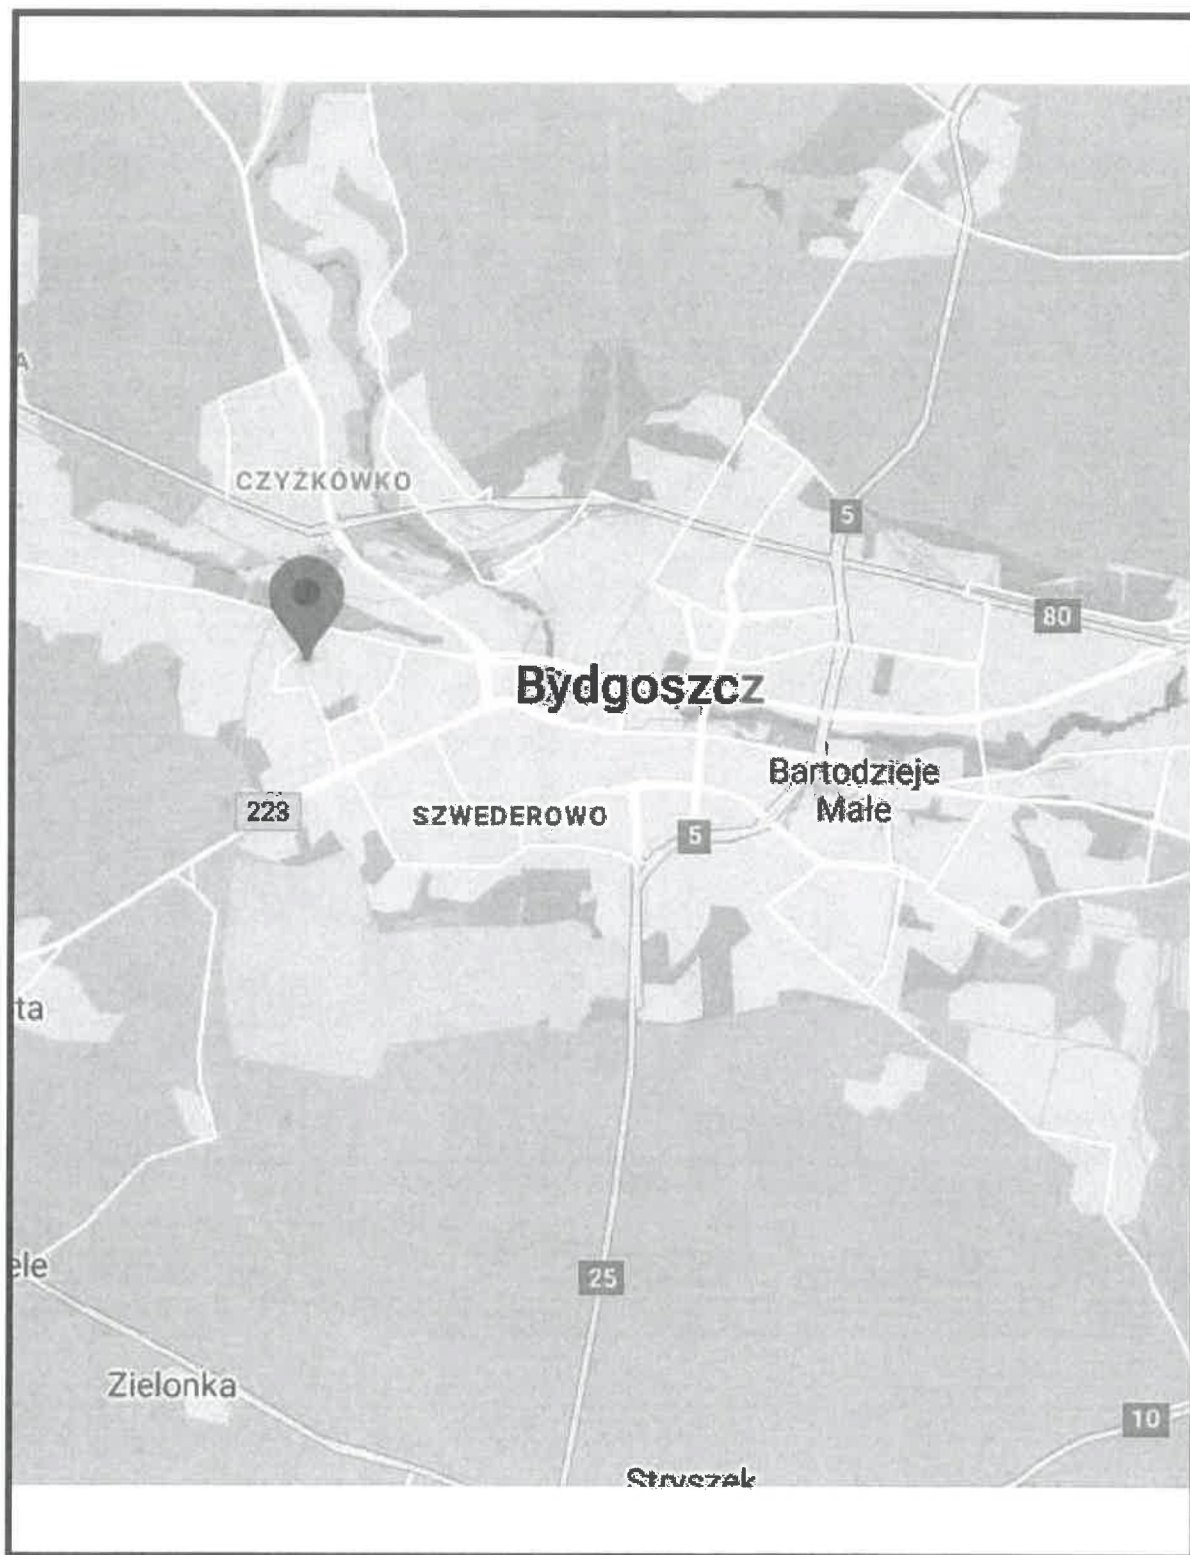 A
CZYŻKÓWKO
5
80
Bydgoszcz
Bartodzieje
Małe
223
SZWEDEROWO
5
ta
ele
25
Zielonka
10
Stryszek